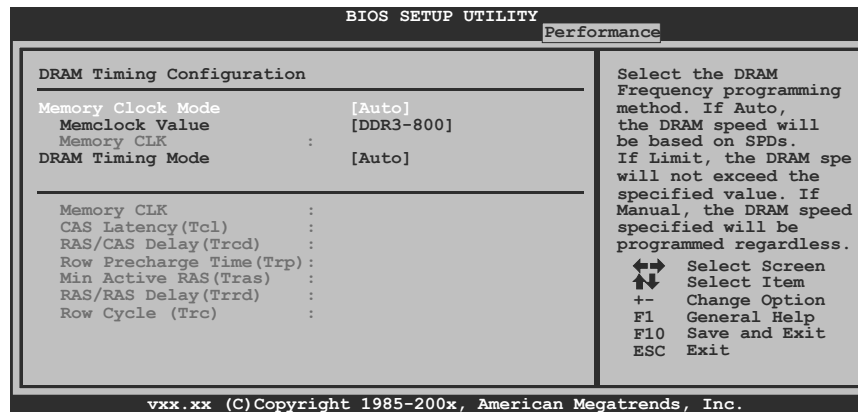 BIOS SETUP UTILITY
Performance
DRAM Timing Configuration
Memory Clock Mode [Auto]
Memclock Value [DDR3-800]
Memory CLK :
DRAM Timing Mode [Auto]
Memory CLK :
CAS Latency(Tcl) :
RAS/CAS Delay(Trcd) :
Row Precharge Time(Trp) :
Min Active RAS(Tras) :
RAS/RAS Delay(Trrd) :
Row Cycle (Trc) :
Select the DRAM
Frequency programming
method. If Auto,
the DRAM speed will
be based on SPDs.
If Limit, the DRAM spe
will not exceed the
specified value. If
Manual, the DRAM speed
specified will be
programmed regardless.
Select Screen
Select Item
+- Change Option
F1 General Help
F10 Save and Exit
ESC Exit
vxx.xx (C)Copyright 1985-200x, American Megatrends, Inc.